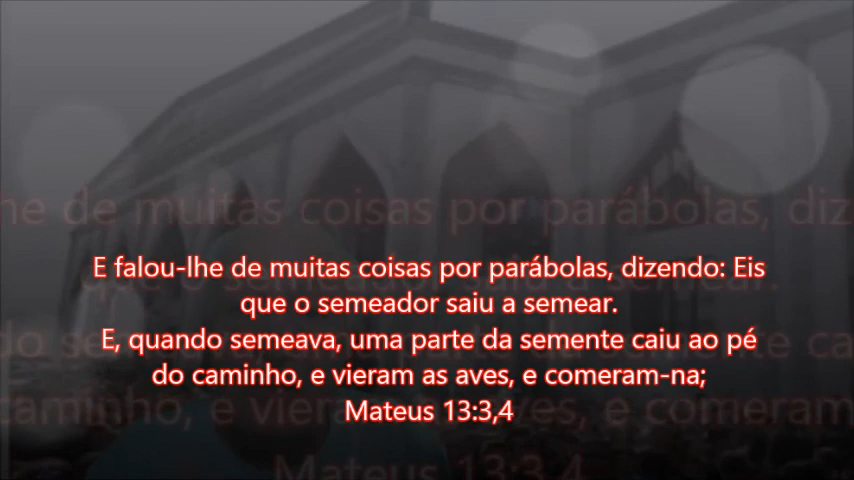 E falou-lhe de muitas coisas por parábolas, dizendo: Eis
que o semeador saiu a semear.
E, quando semeava, uma parte da semente caiu ao pé
do caminho, e vieram as aves, e comeram-na;
Mateus 13:3,4